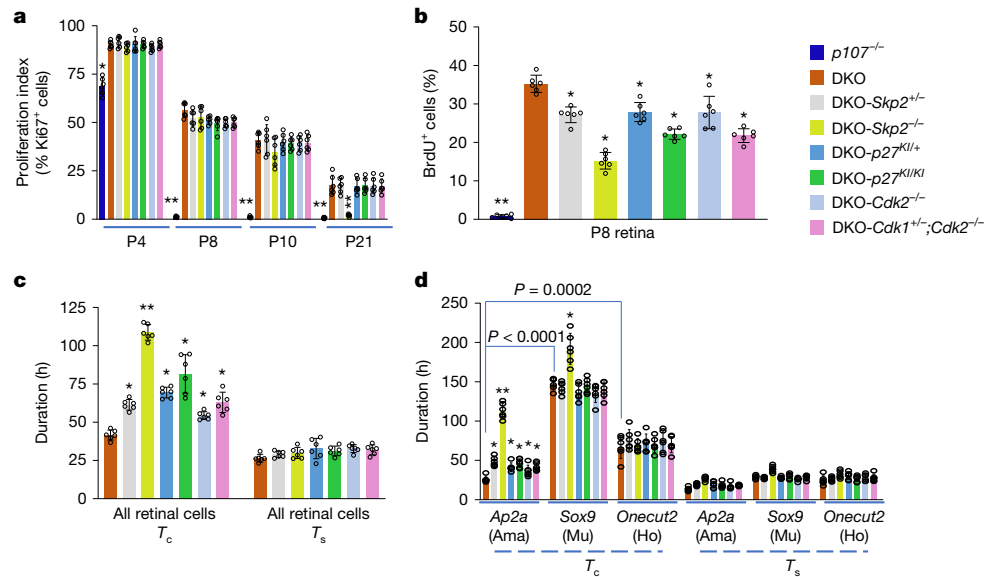 a
Proliferation index
(% Ki67+ cells)
100
75
50
25
0
*
**
**
**
**
P4
P8
P10
P21
b
BrdU+ cells (%)
50
40
30
20
10
0
**
*
*
*
*
*
*
P8 retina
p107−/−
DKO
DKO-Skp2+/−
DKO-Skp2−/−
DKO-p27KI/+
DKO-p27KI/KI
DKO-Cdk2−/−
DKO-Cdk1+/−;Cdk2−/−
c
Duration (h)
125
100
75
50
25
0
*
**
*
*
*
*
All retinal cells
Tc
All retinal cells
Ts
d
Duration (h)
250
200
150
100
50
0
P = 0.0002
P < 0.0001
*
**
*
*
*
*
*
Ap2a Sox9 Onecut2 Ap2a Sox9 Onecut2
(Ama) (Mu) (Ho) (Ama) (Mu) (Ho)
Tc Ts